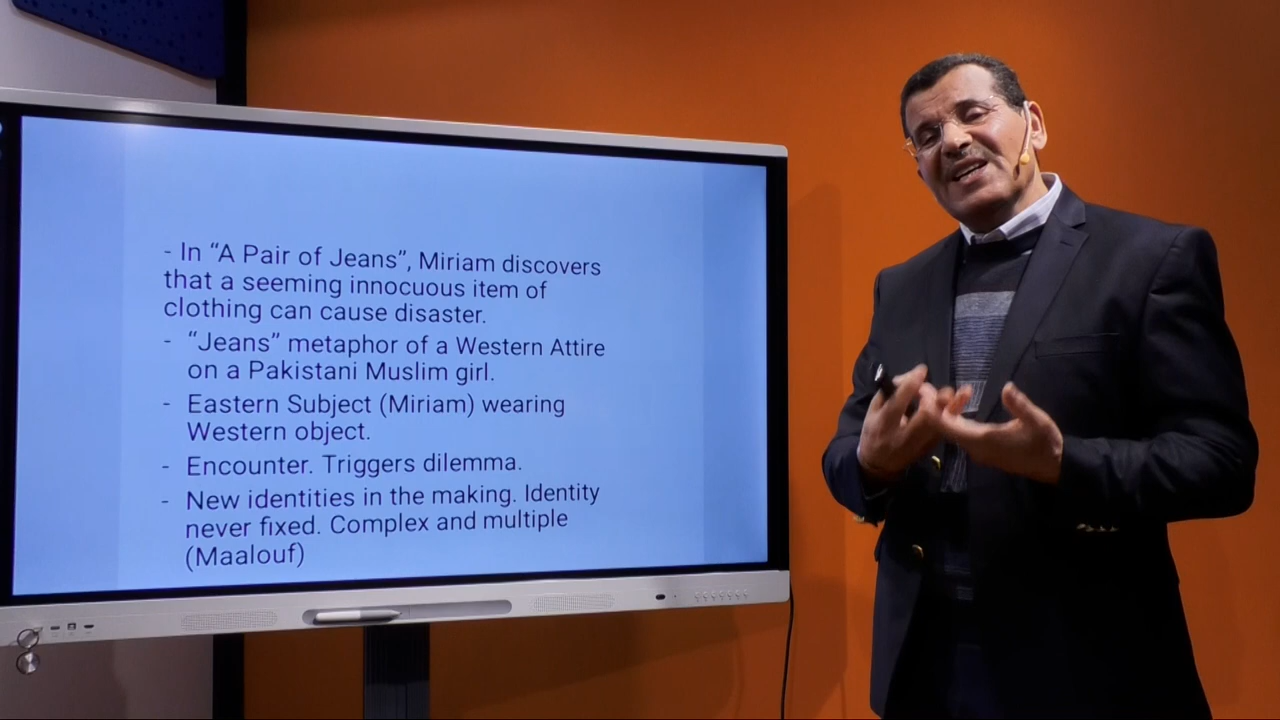 - In “A Pair of Jeans”, Miriam discovers
that a seeming innocuous item of
clothing can cause disaster.
- “Jeans” metaphor of a Western Attire
on a Pakistani Muslim girl.
- Eastern Subject (Miriam) wearing
Western object.
- Encounter. Triggers dilemma.
- New identities in the making. Identity
never fixed. Complex and multiple
(Maalouf)